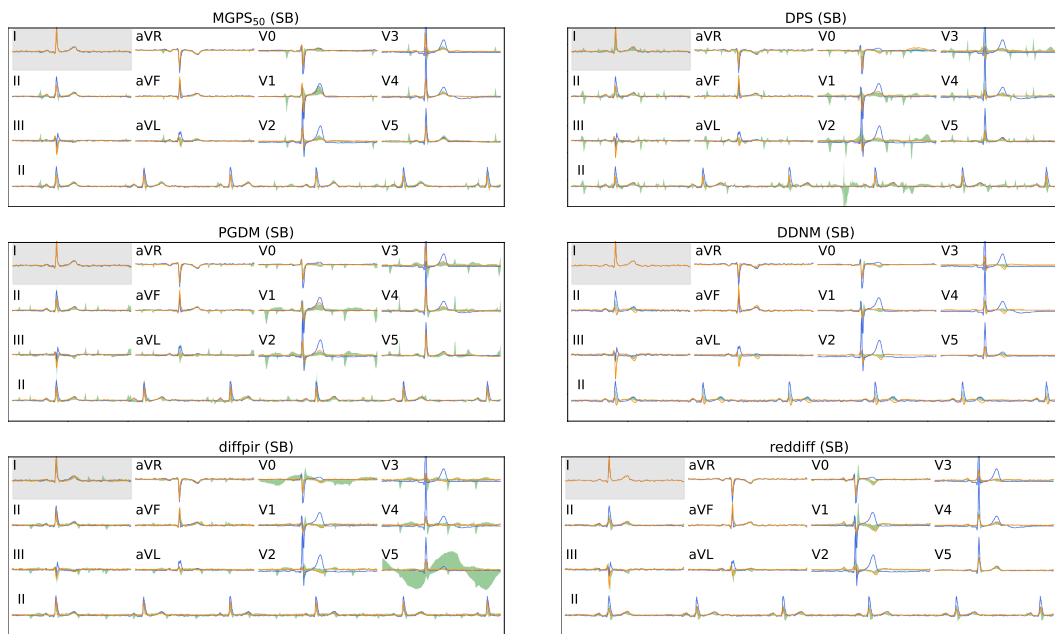 MGPS50 (SB)
I aVR V0 V3
II aVF V1 V4
III aVL V2 V5
II
DPS (SB)
I aVR V0 V3
II aVF V1 V4
III aVL V2 V5
II
PGDM (SB)
I aVR V0 V3
II aVF V1 V4
III aVL V2 V5
II
DDNM (SB)
I aVR V0 V3
II aVF V1 V4
III aVL V2 V5
II
diffpir (SB)
I aVR V0 V3
II aVF V1 V4
III aVL V2 V5
II
reddiff (SB)
I aVR V0 V3
II aVF V1 V4
III aVL V2 V5
II